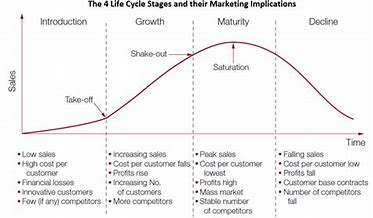 The 4 Life Cycle Stages and their Marketing Implications
Introduction
Growth
Maturity
Decline
Sales
Shake-out
Saturation
Take-off
Time
• Low sales
• High cost per
customer
• Financial losses
• Innovative customers
• Few (if any) competitors
• Increasing sales
• Cost per customer falls
• Profits rise
• Increasing No.
of customers
• More competitors
• Peak sales
• Cost per customer
lowest
• Profits high
• Mass market
• Stable number
of competitors
• Falling sales
• Cost per customer low
• Profits fall
• Customer base contracts
• Number of competitors
fall